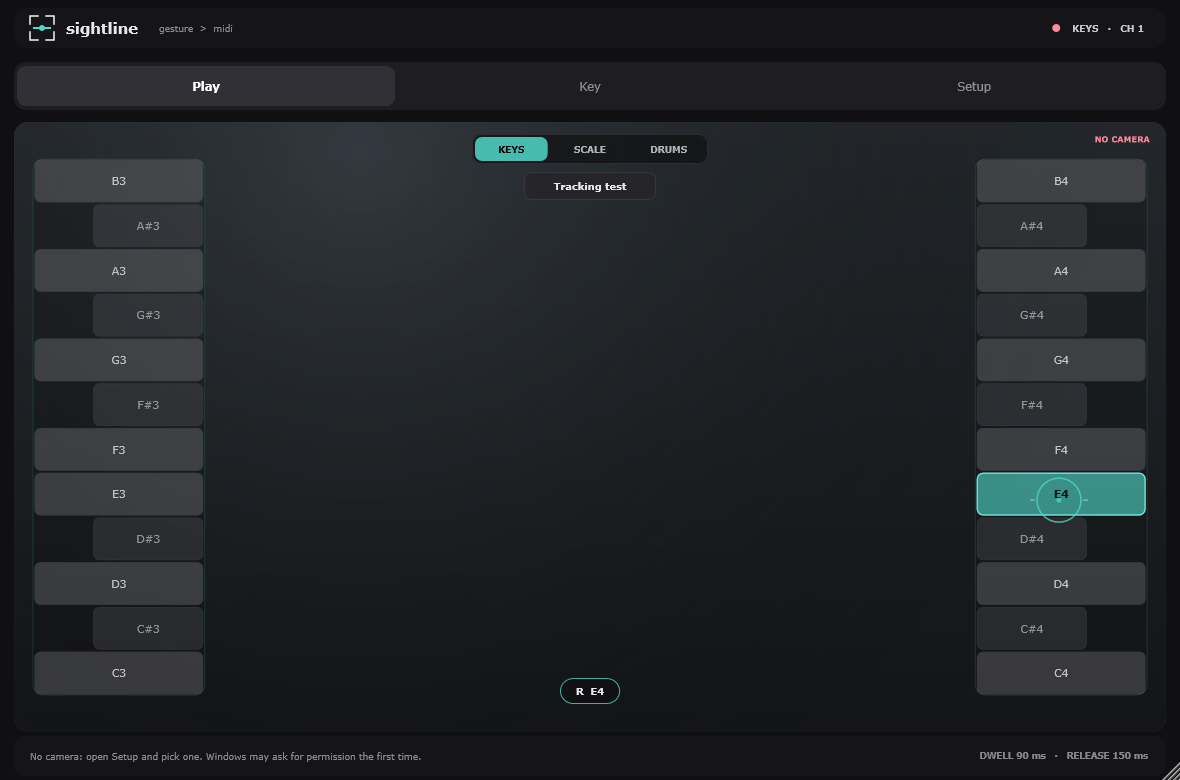 sightline gesture > midi KEYS · CH 1
Play Key Setup
KEYS SCALE DRUMS
NO CAMERA
Tracking test
B3
A#3
A3
G#3
G3
F#3
F3
E3
D#3
D3
C#3
C3
B4
A#4
A4
G#4
G4
F#4
F4
E4
D#4
D4
C#4
C4
R E4
No camera: open Setup and pick one. Windows may ask for permission the first time.
DWELL 90 ms · RELEASE 150 ms